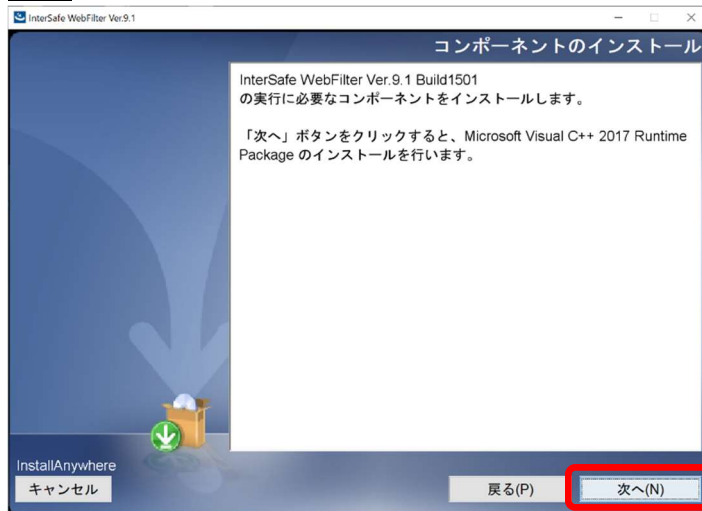 InterSafe WebFilter Ver.9.1
コンポーネントのインストール
InterSafe WebFilter Ver.9.1 Build1501
の実行に必要なコンポーネントをインストールします。
「次へ」ボタンをクリックすると、Microsoft Visual C++ 2017 Runtime
Package のインストールを行います。
InstallAnywhere
キャンセル
戻る(P)
次へ(N)